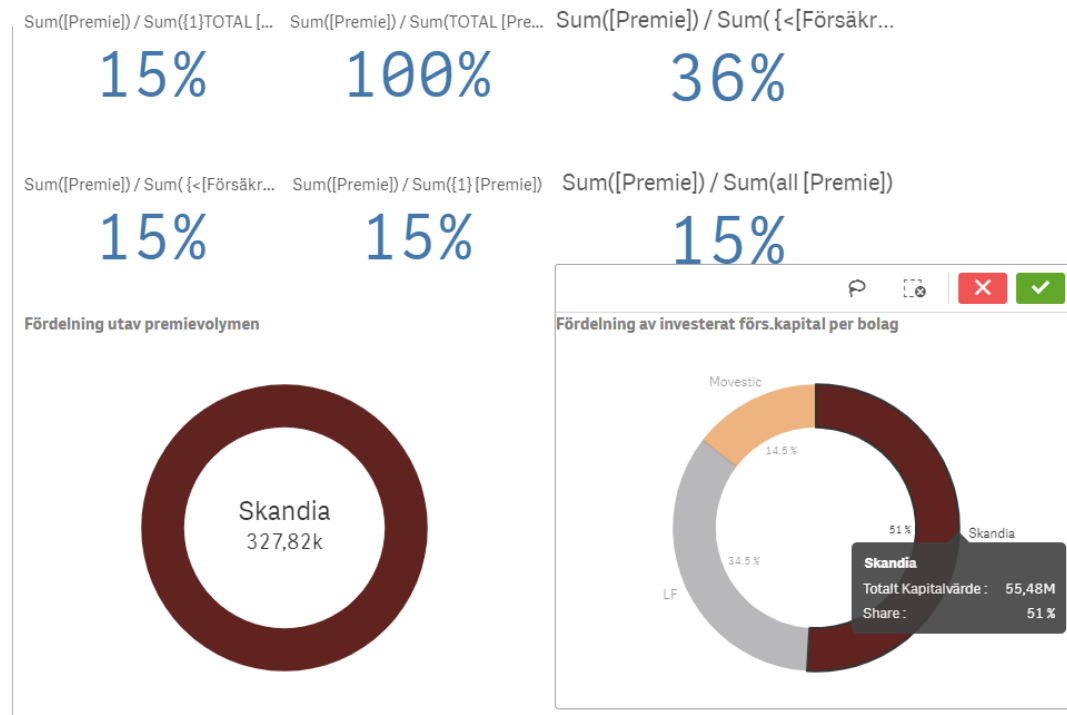 Sum([Premie]) / Sum({1}TOTAL [...
Sum([Premie]) / Sum(TOTAL [Pre...
Sum([Premie]) / Sum( {<[Försäkr...
15%
100%
36%
Sum([Premie]) / Sum( {<[Försäkr...
Sum([Premie]) / Sum({1} [Premie])
Sum([Premie]) / Sum(all [Premie])
15%
15%
15%
Fördelning utav premievolymen
Fördelning av investerat förs.kapital per bolag
Movestic
14.5 %
Skandia
327,82k
51 %
Skandia
34.5 %
LF
Skandia
Totalt Kapitalvärde : 55,48M
Share : 51 %